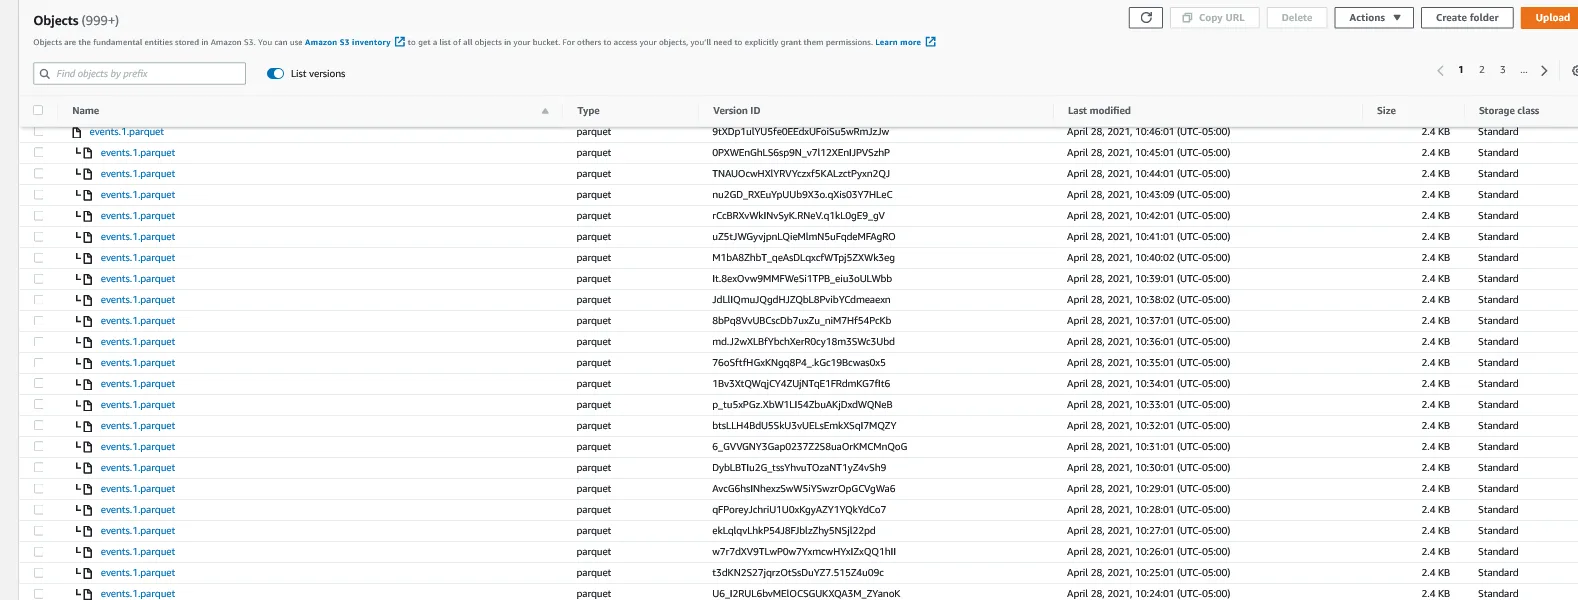 Objects (999+)
Copy URL Delete Actions Create folder Upload
Objects are the fundamental entities stored in Amazon S3. You can use Amazon S3 inventory to get a list of all objects in your bucket. For others to access your objects, you'll need to explicitly grant them permissions. Learn more
Find objects by prefix List versions 1 2 3 ...
Name Type Version ID Last modified Size Storage class
events.1.parquet parquet 9tXDp1ulYU5fe0EEdxUFoiSu5wRmJzJw April 28, 2021, 10:46:01 (UTC-05:00) 2.4 KB Standard
events.1.parquet parquet 0PXWEnGhLS6sp9N_v7l12XEnIJPVSzhP April 28, 2021, 10:45:01 (UTC-05:00) 2.4 KB Standard
events.1.parquet parquet TNAUOcwHXlYRVYczxf5KALzctPyxn2QJ April 28, 2021, 10:44:01 (UTC-05:00) 2.4 KB Standard
events.1.parquet parquet nu2GD_RXEuYpUUb9X3o.qXis03Y7HLeC April 28, 2021, 10:43:09 (UTC-05:00) 2.4 KB Standard
events.1.parquet parquet rCcBRXvWkINvSyK.RNeV.q1kL0gE9_gV April 28, 2021, 10:42:01 (UTC-05:00) 2.4 KB Standard
events.1.parquet parquet uZ5tJWGyvjpnLQieMlmN5uFqdeMFAgRO April 28, 2021, 10:41:01 (UTC-05:00) 2.4 KB Standard
events.1.parquet parquet M1bA8ZhbT_qeAsDLqxcfWTpj5ZXWk3eg April 28, 2021, 10:40:02 (UTC-05:00) 2.4 KB Standard
events.1.parquet parquet It.8exOvw9MMFWeSi1TPB_eiu3oULWbb April 28, 2021, 10:39:01 (UTC-05:00) 2.4 KB Standard
events.1.parquet parquet JdLlIQmuJQgdHJZQbL8PvibYCdmeaexn April 28, 2021, 10:38:02 (UTC-05:00) 2.4 KB Standard
events.1.parquet parquet 8bPq8VvUBCscDb7uxZu_niM7Hf54PcKb April 28, 2021, 10:37:01 (UTC-05:00) 2.4 KB Standard
events.1.parquet parquet md.J2wXLBfYbchXerR0cy18m3SWc3Ubd April 28, 2021, 10:36:01 (UTC-05:00) 2.4 KB Standard
events.1.parquet parquet 76oSftfHGxKNgq8P4_.kGc19Bcwas0x5 April 28, 2021, 10:35:01 (UTC-05:00) 2.4 KB Standard
events.1.parquet parquet 1Bv3XtQWqjCY4ZUjNTqE1FRdmKG7fIt6 April 28, 2021, 10:34:01 (UTC-05:00) 2.4 KB Standard
events.1.parquet parquet p_tu5xPGz.XbW1LI54ZbuAKjDxdWQNeB April 28, 2021, 10:33:01 (UTC-05:00) 2.4 KB Standard
events.1.parquet parquet btsLLH4BdU5SkU3vUELsEmkXSqI7MQZY April 28, 2021, 10:32:01 (UTC-05:00) 2.4 KB Standard
events.1.parquet parquet 6_GVVGNY3Gap0237Z2S8uaOrKMCMnQoG April 28, 2021, 10:31:01 (UTC-05:00) 2.4 KB Standard
events.1.parquet parquet DybLBTIu2G_tssYhvuTOzaNT1yZ4vSh9 April 28, 2021, 10:30:01 (UTC-05:00) 2.4 KB Standard
events.1.parquet parquet AvcG6hsINhexzSwW5iYSwzrOpGCVgWa6 April 28, 2021, 10:29:01 (UTC-05:00) 2.4 KB Standard
events.1.parquet parquet qFPoreyJchriU1U0xKgyAZY1YQkYdCo7 April 28, 2021, 10:28:01 (UTC-05:00) 2.4 KB Standard
events.1.parquet parquet ekLqlqvLhkP54J8FJblzZhy5NSjl22pd April 28, 2021, 10:27:01 (UTC-05:00) 2.4 KB Standard
events.1.parquet parquet w7r7dXV9TLwP0w7YxmcwHYxIZxQQ1hII April 28, 2021, 10:26:01 (UTC-05:00) 2.4 KB Standard
events.1.parquet parquet t3dKN2S27jqrzOtSsDuYZ7.515Z4u09c April 28, 2021, 10:25:01 (UTC-05:00) 2.4 KB Standard
events.1.parquet parquet U6_I2RUL6bvMElOCSGUKXQA3M_ZYanoK April 28, 2021, 10:24:01 (UTC-05:00) 2.4 KB Standard